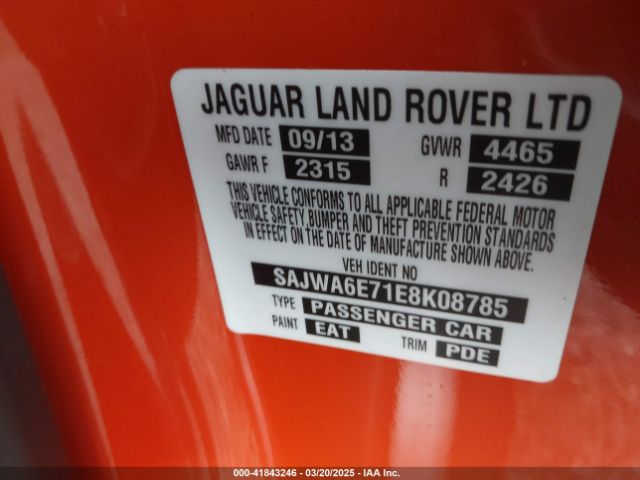 JAGUAR LAND ROVER LTD
MFD DATE 09/13 GVWR 4465
GAWR F 2315 R 2426
THIS VEHICLE CONFORMS TO ALL APPLICABLE FEDERAL MOTOR
VEHICLE SAFETY, BUMPER AND THEFT PREVENTION STANDARDS
IN EFFECT ON THE DATE OF MANUFACTURE SHOWN ABOVE.
VEH IDENT NO
SAJWA6E71E8K08785
TYPE PASSENGER CAR
PAINT EAT TRIM PDE
000-41843246 - 03/20/2025 - IAA Inc.